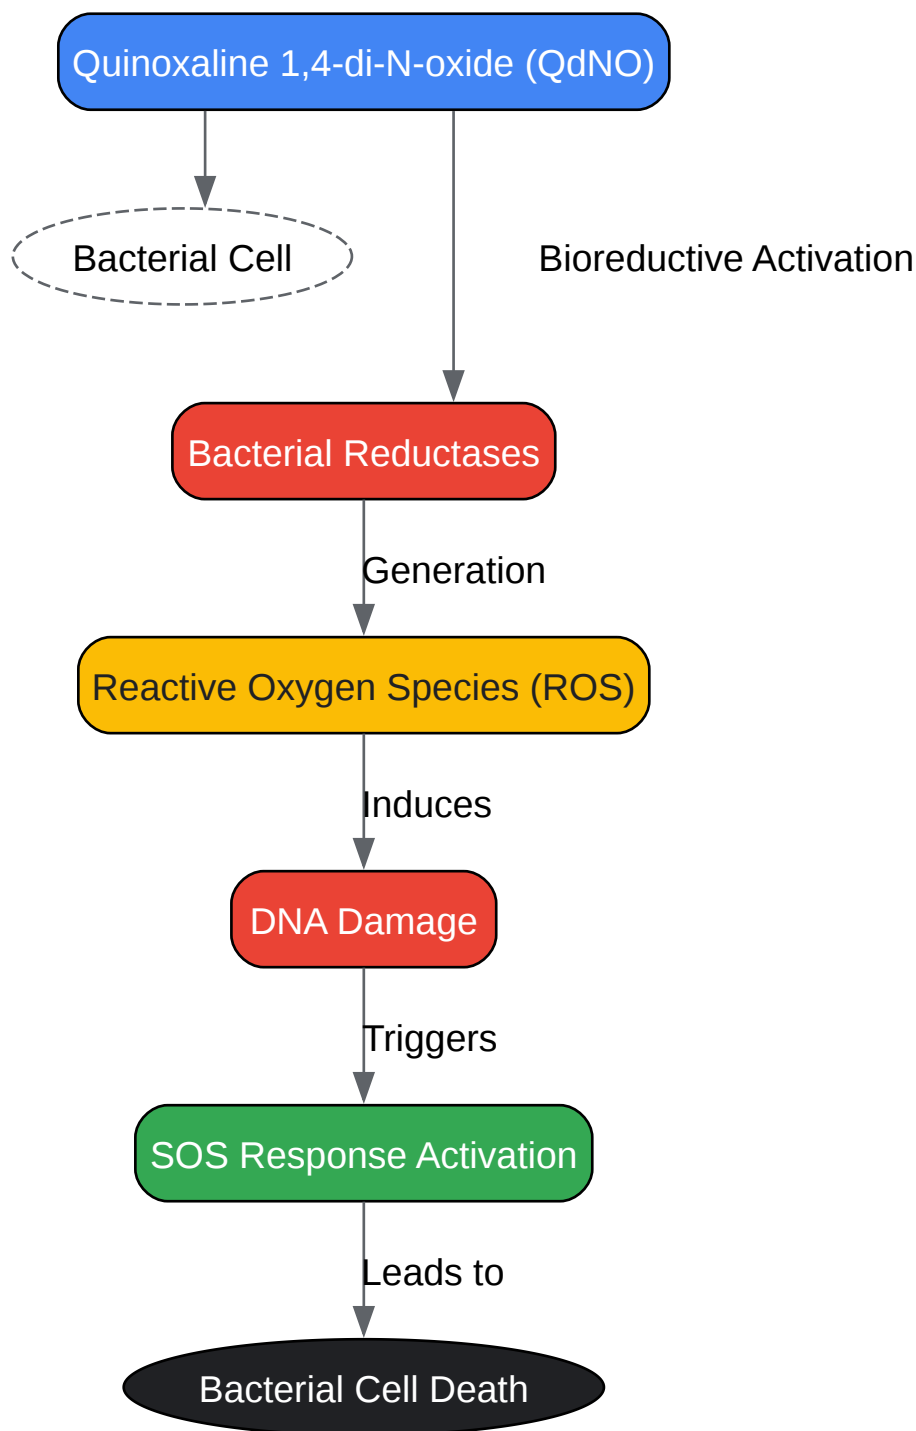 Quinoxaline 1,4-di-N-oxide (QdNO)
Bacterial Cell
Bioreductive Activation
Bacterial Reductases
Generation
Reactive Oxygen Species (ROS)
Induces
DNA Damage
Triggers
SOS Response Activation
Leads to
Bacterial Cell Death